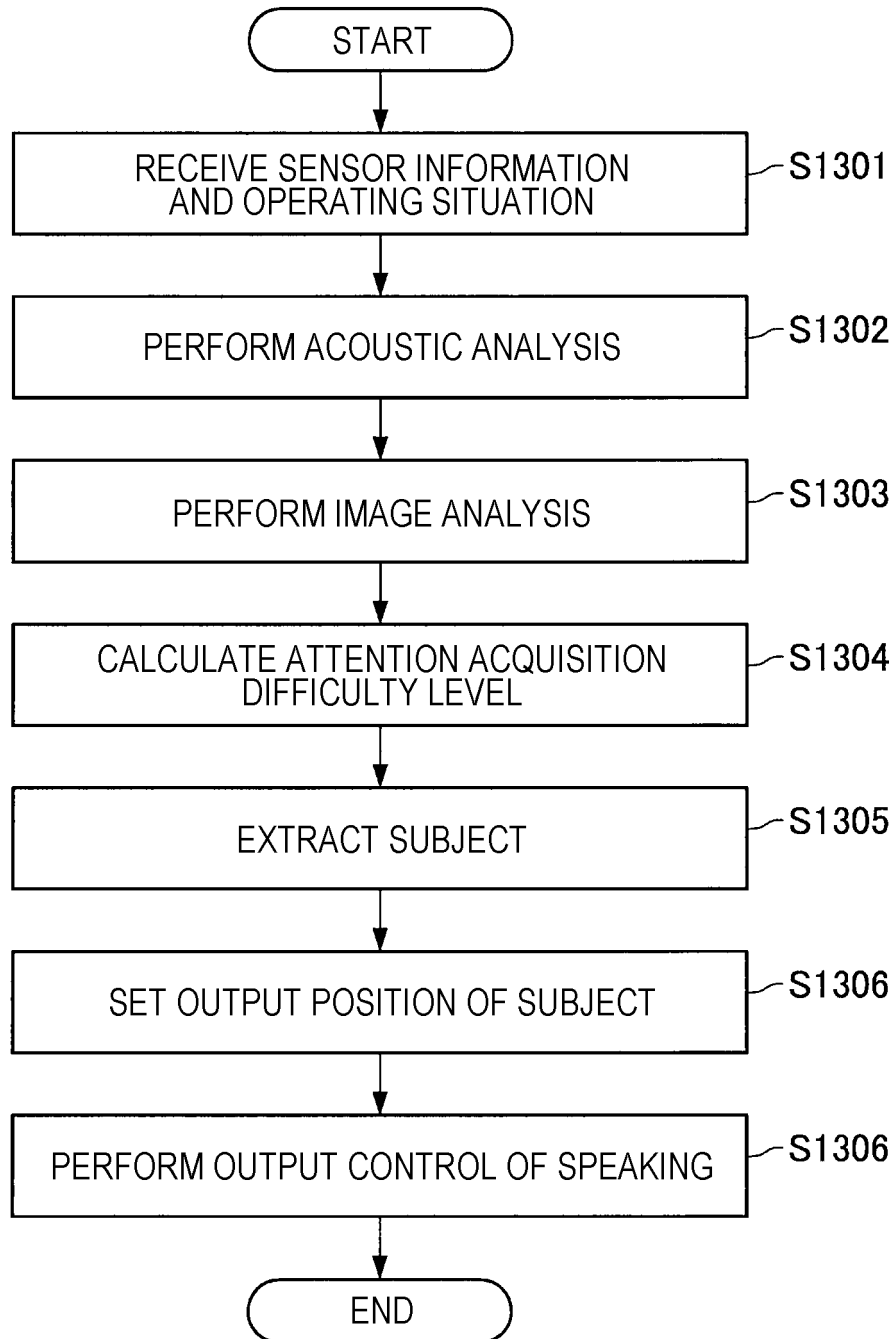 START
RECEIVE SENSOR INFORMATION
AND OPERATING SITUATION
S1301
PERFORM ACOUSTIC ANALYSIS
S1302
PERFORM IMAGE ANALYSIS
S1303
CALCULATE ATTENTION ACQUISITION
DIFFICULTY LEVEL
S1304
EXTRACT SUBJECT
S1305
SET OUTPUT POSITION OF SUBJECT
S1306
PERFORM OUTPUT CONTROL OF SPEAKING
S1306
END